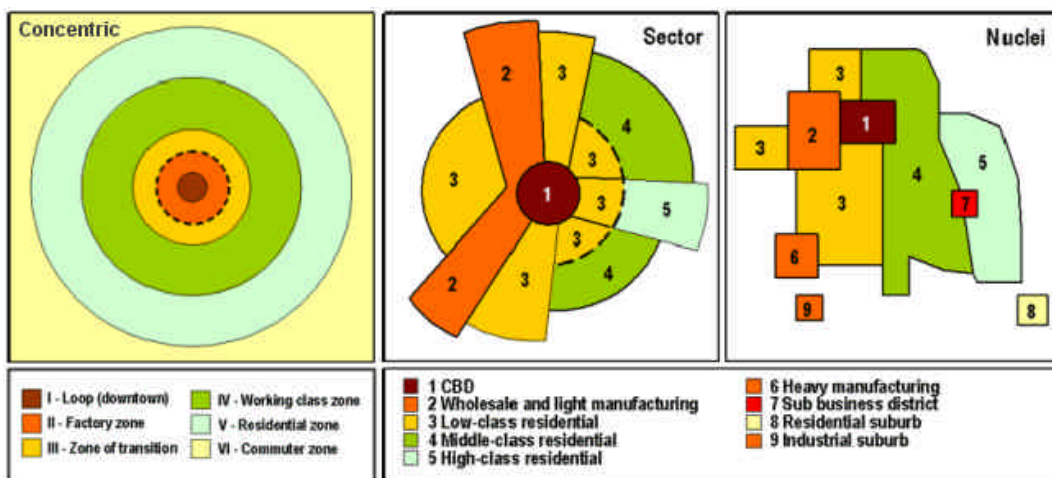 Concentric
I - Loop (downtown)
II - Factory zone
III - Zone of transition
IV - Working class zone
V - Residential zone
VI - Commuter zone
Sector
2
3
4
3
3
1
3
5
3
2
3
4
Nuclei
3
1
2
3
5
4
3
7
6
9
8
1 CBD
2 Wholesale and light manufacturing
3 Low-class residential
4 Middle-class residential
5 High-class residential
6 Heavy manufacturing
7 Sub business district
8 Residential suburb
9 Industrial suburb